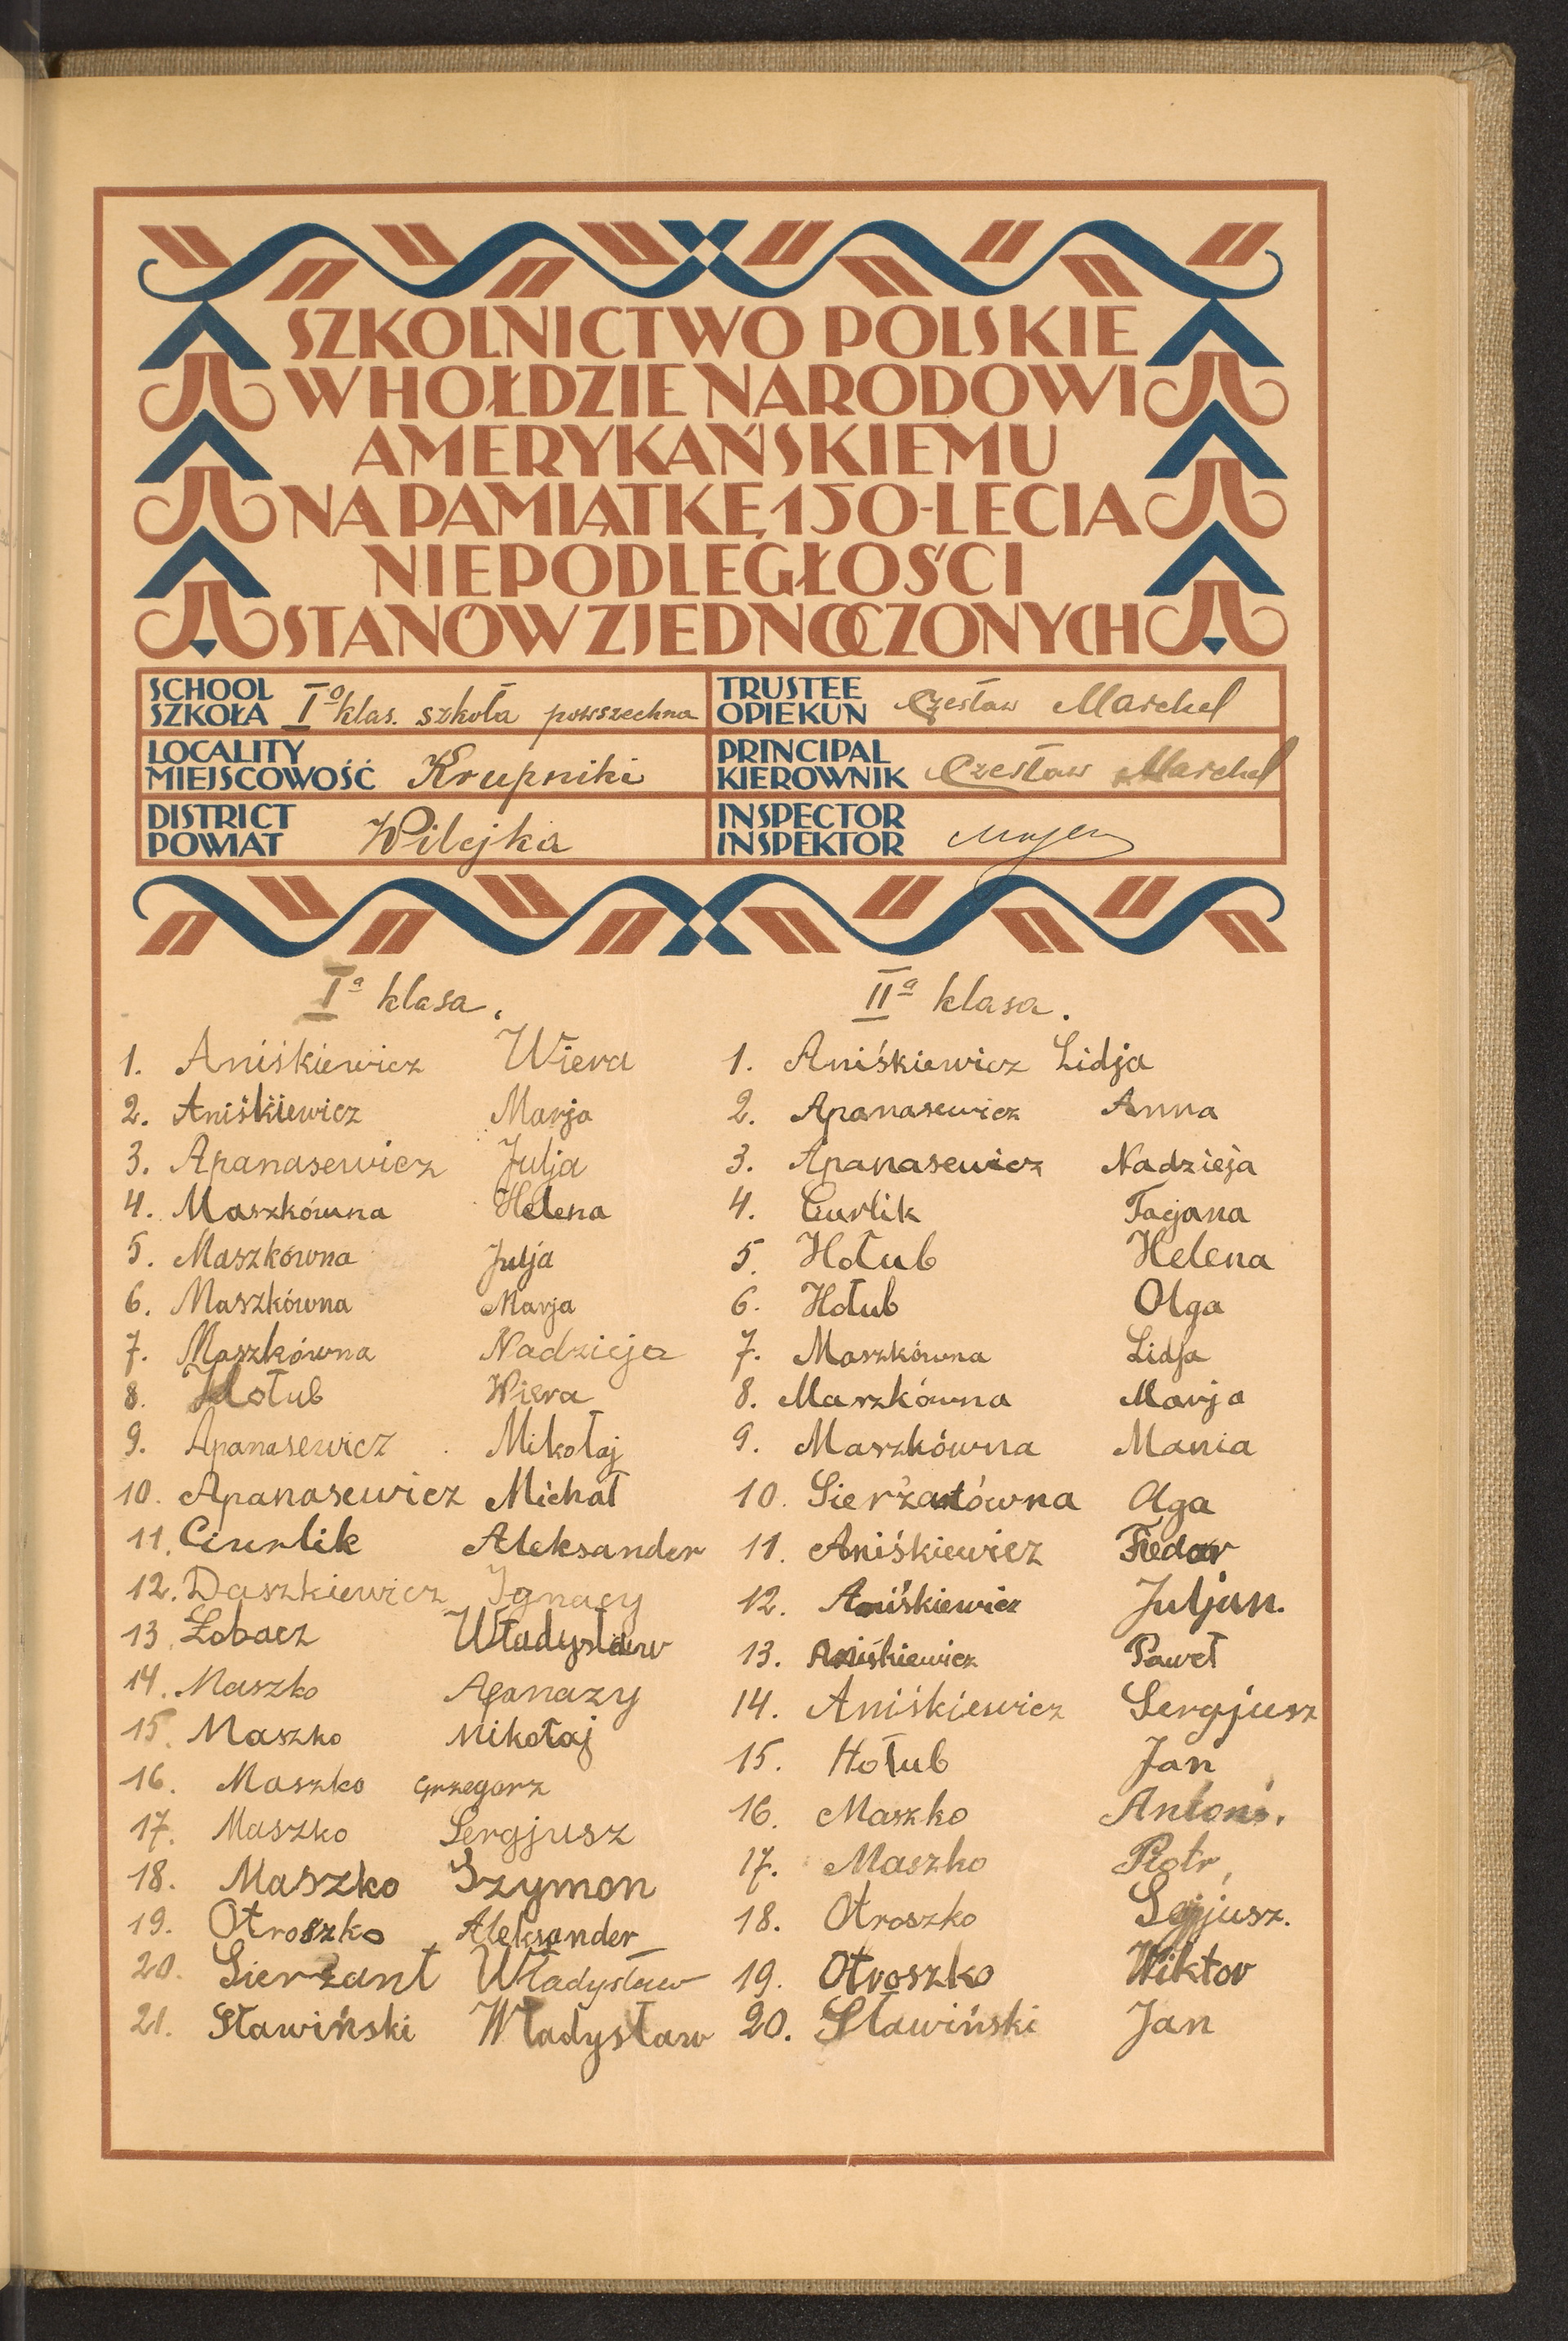 SZKOLNICTWO POLSKIE
W HOŁDZIE NARODOWI
AMERYKAŃSKIEMU
NA PAMIĄTKĘ 150-LECIA
NIEPODLEGŁOŚCI
STANÓW ZJEDNOCZONYCH
SCHOOL
SZKOŁA Iº klas. szkoła powszechna
TRUSTEE
OPIEKUN Czesław Marchel
LOCALITY
MIEJSCOWOŚĆ Krupniki
PRINCIPAL
KIEROWNIK Czesław Marchel
DISTRICT
POWIAT Wilejka
INSPECTOR
INSPEKTOR
Iª klasa.
1. Aniśkiewicz Wiera
2. Aniśkiewicz Marja
3. Apanasewicz Julja
4. Maszkówna Helena
5. Maszkówna Julja
6. Maszkówna Marja
7. Maszkówna Nadzieja
8. Hołub Wiera
9. Apanasewicz Mikołaj
10. Apanasewicz Michał
11. Ciurlik Aleksander
12. Daszkiewicz Ignacy
13. Łobacz Władysław
14. Maszko Afanazy
15. Maszko Mikołaj
16. Maszko Grzegorz
17. Maszko Sergjusz
18. Maszko Szymon
19. Otroszko Aleksander
20. Sierżant Władysław
21. Sławiński Władysław
IIª klasa.
1. Aniśkiewicz Lidja
2. Apanasewicz Anna
3. Apanasewicz Nadzieja
4. Ciurlik Tacjana
5. Hołub Helena
6. Hołub Olga
7. Maszkówna Lidja
8. Maszkówna Marja
9. Maszkówna Mania
10. Sierżantówna Olga
11. Aniśkiewicz Fiedor
12. Aniśkiewicz Juljan.
13. Aniśkiewicz Paweł
14. Aniśkiewicz Sergjusz
15. Hołub Jan
16. Maszko Antoni.
17. Maszko Piotr,
18. Otroszko
19. Otroszko Wiktor
20. Sławiński Jan